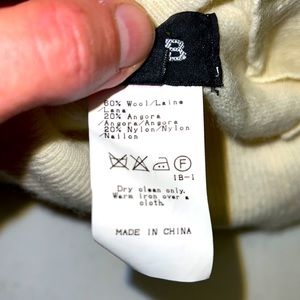 B
60% Wool/Laine
Lana
20% Angora
Angora/Angora
20% Nylon/Nylon
Nailon
F
18-1
Dry clean only.
Warm iron over a
cloth.
MADE IN CHINA